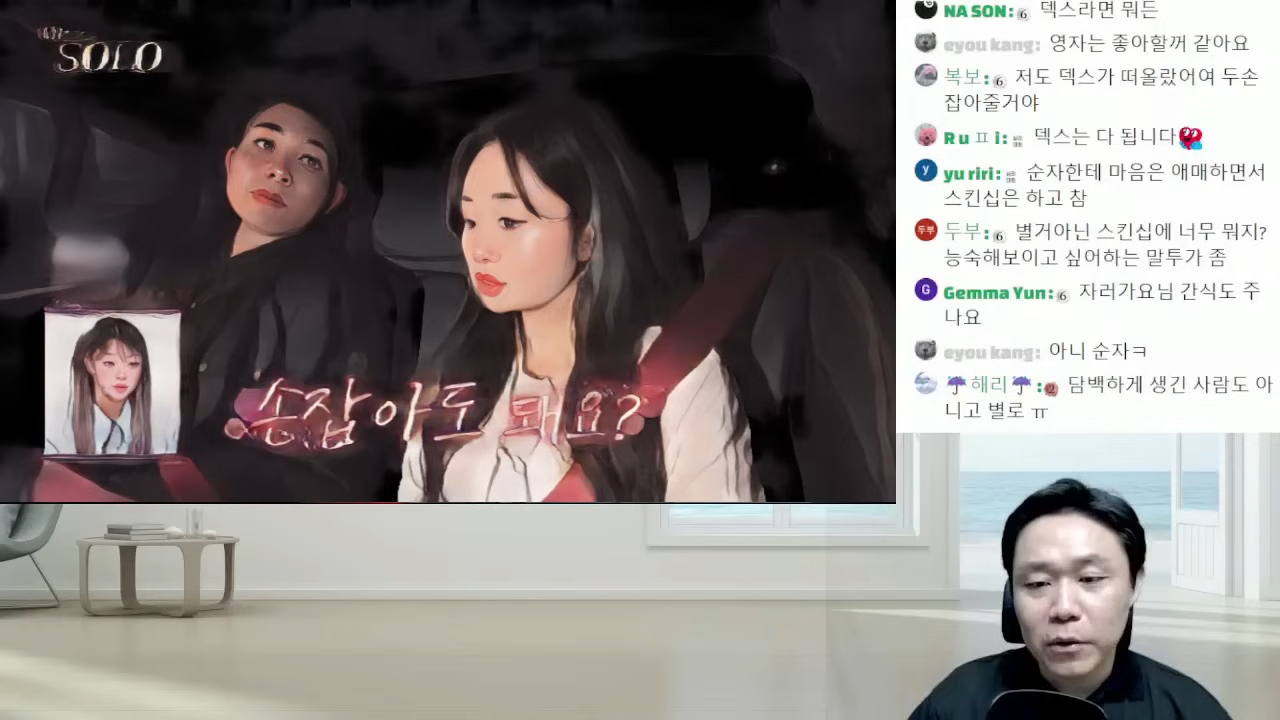 나는
SOLO
손잡아도 돼요?
NA SON: 덱스라면 뭐든
eyou kang: 영자는 좋아할꺼 같아요
복보: 저도 덱스가 떠올랐어여 두손
잡아줄거야
R u ㅍ i: 덱스는 다 됩니다
y yu riri: 순자한테 마음은 애매하면서
스킨십은 하고 참
두부 두부: 별거아닌 스킨십에 너무 뭐지?
능숙해보이고 싶어하는 말투가 좀
G Gemma Yun: 자러가요님 간식도 주
나요
eyou kang: 아니 순자ㅋ
해리 : 담백하게 생긴 사람도 아
니고 별로 ㅠ